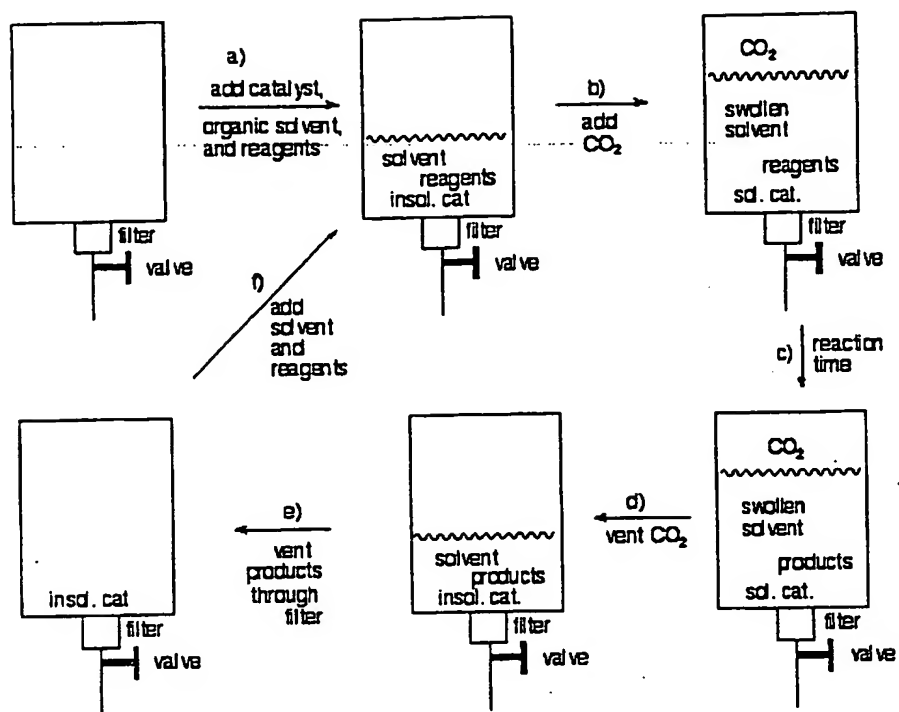 a)
add catalyst,
organic solvent,
and reagents
filter
valve
solvent
reagents
insol. cat
filter
valve
b)
add
CO2
CO2
swollen
solvent
reagents
sol. cat.
filter
valve
c)
reaction
time
CO2
swollen
solvent
products
sol. cat.
filter
valve
d)
vent CO2
solvent
products
insol. cat.
filter
valve
e)
vent
products
through
filter
insol. cat
filter
valve
f)
add
solvent
and
reagents